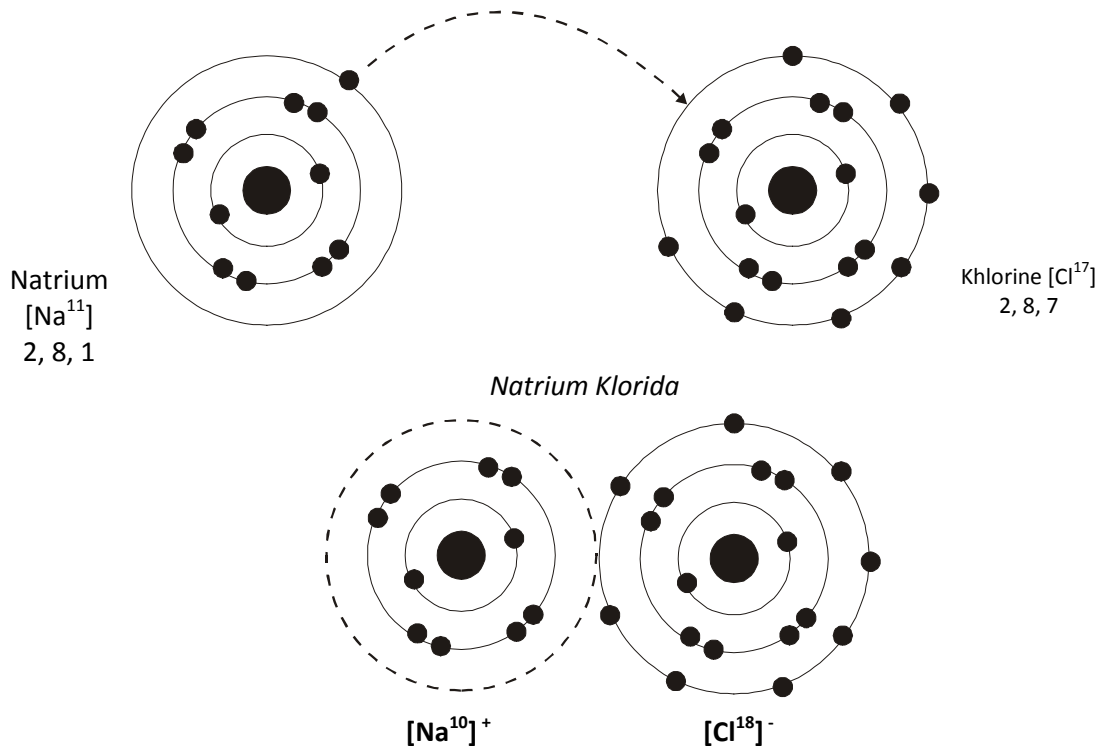 Natrium
[Na¹¹]
2, 8, 1
Khlorine [Cl¹⁷]
2, 8, 7
Natrium Klorida
[Na¹⁰] ⁺
[Cl¹⁸] ⁻